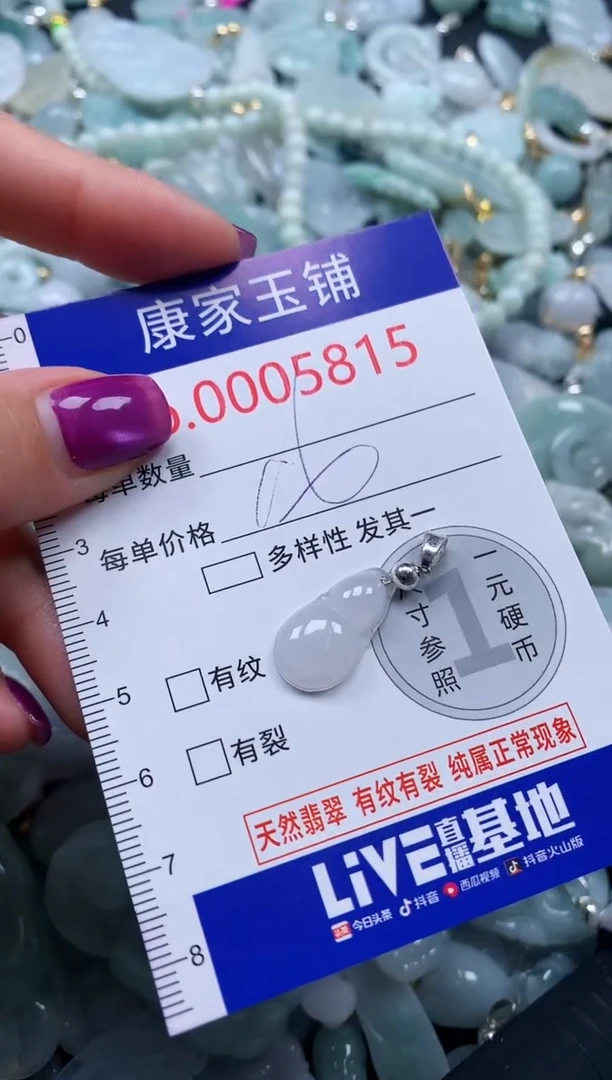 康家玉铺
.0005815
每单数量
每单价格
多样性 发其一
一元硬币
寸参照
1
有纹
有裂
天然翡翠 有纹有裂 纯属正常现象
LiVE直播基地
头条 今日头条 抖音 西瓜视频 抖音火山版
0
3
4
5
6
7
8